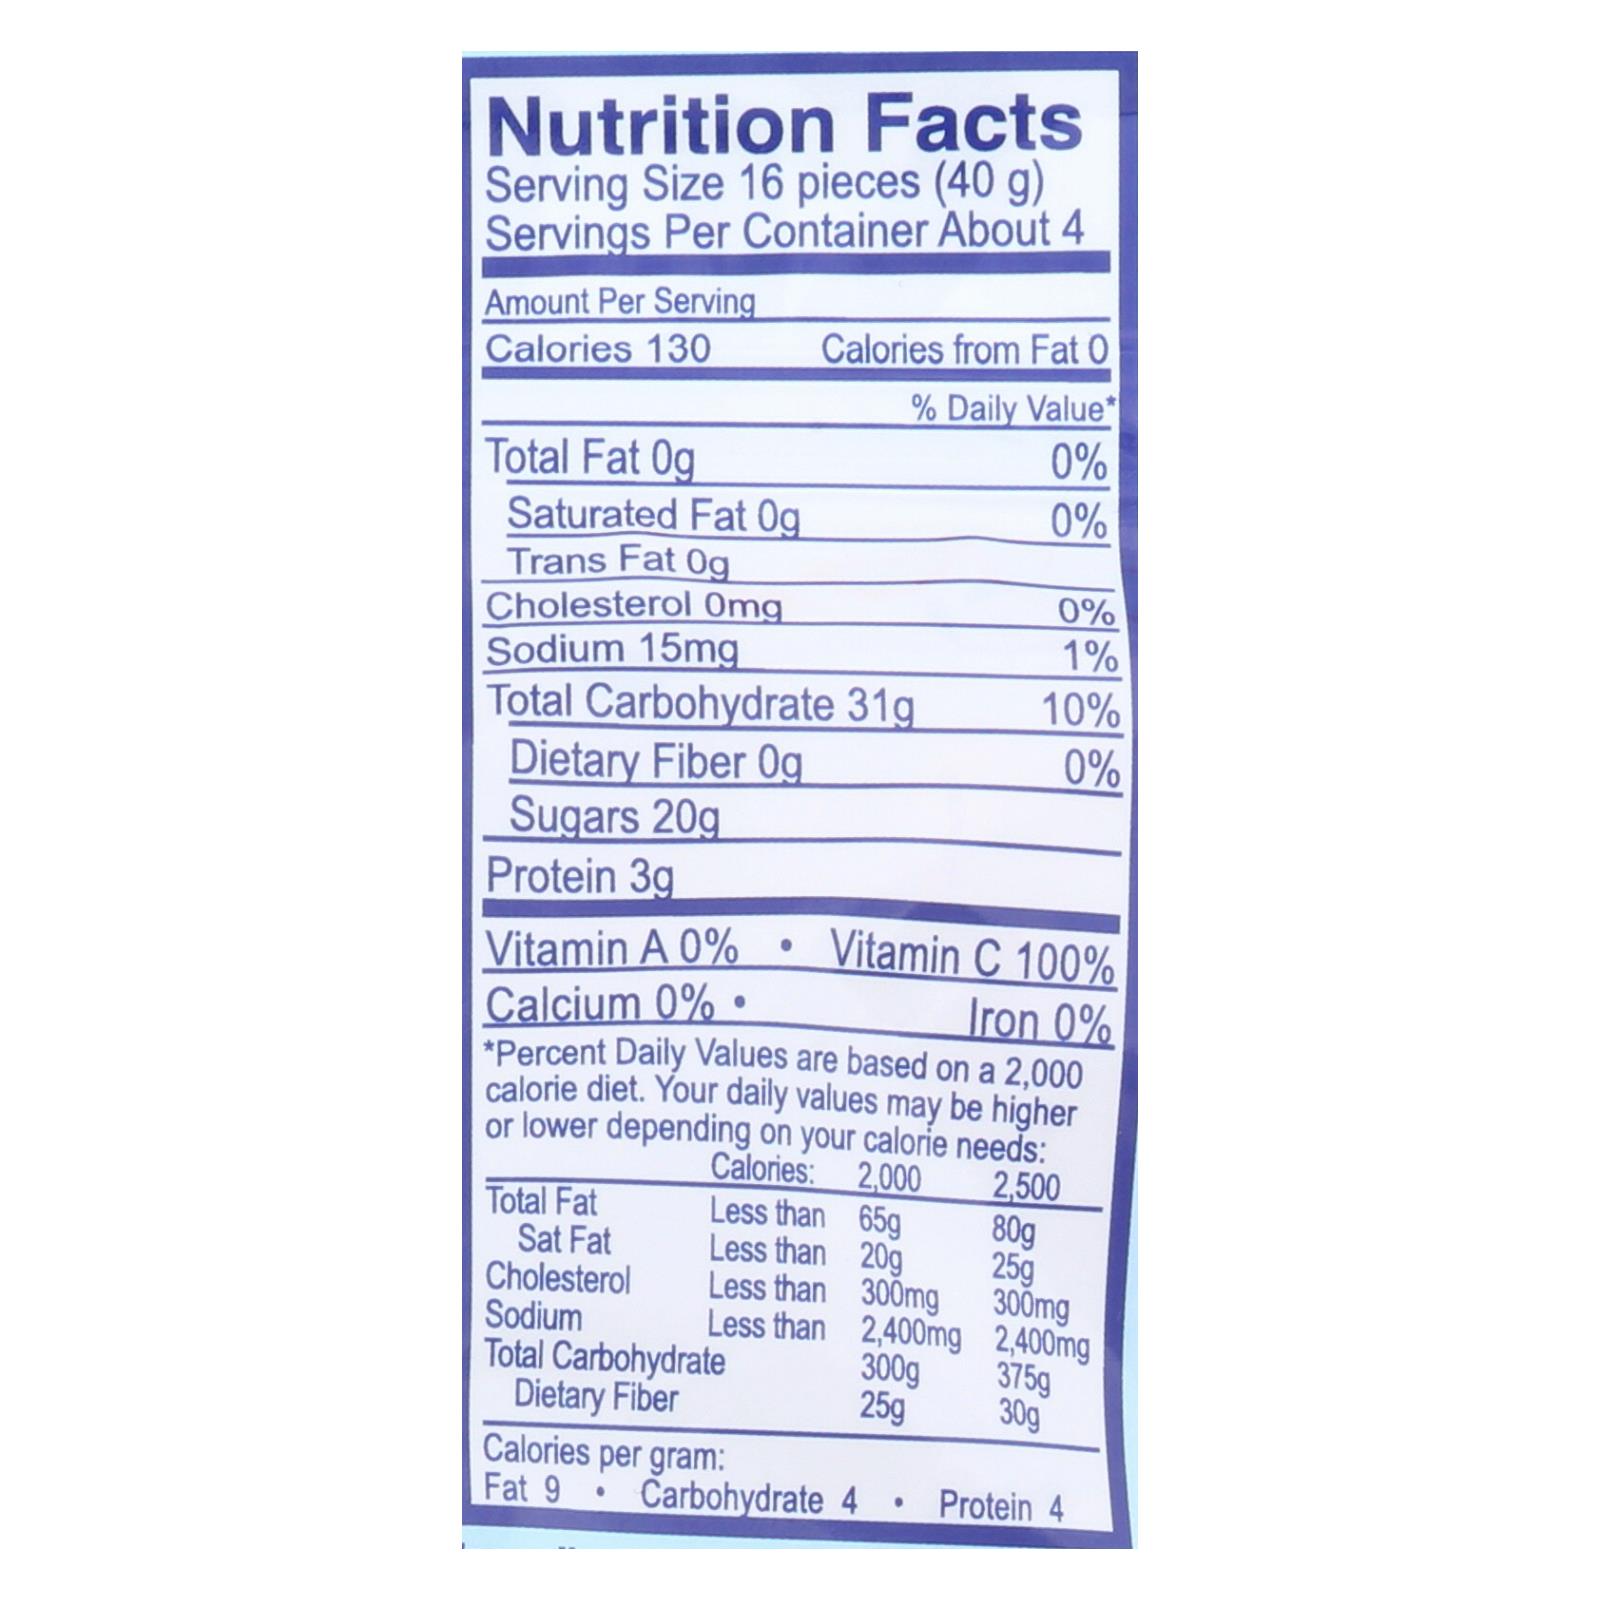 Nutrition Facts
Serving Size 16 pieces (40 g)
Servings Per Container About 4
Amount Per Serving
Calories 130 Calories from Fat 0
% Daily Value*
Total Fat 0g 0%
Saturated Fat 0g 0%
Trans Fat 0g
Cholesterol 0mg 0%
Sodium 15mg 1%
Total Carbohydrate 31g 10%
Dietary Fiber 0g 0%
Sugars 20g
Protein 3g
Vitamin A 0% • Vitamin C 100%
Calcium 0% • Iron 0%
*Percent Daily Values are based on a 2,000
calorie diet. Your daily values may be higher
or lower depending on your calorie needs:
Calories: 2,000 2,500
Total Fat Less than 65g 80g
Sat Fat Less than 20g 25g
Cholesterol Less than 300mg 300mg
Sodium Less than 2,400mg 2,400mg
Total Carbohydrate 300g 375g
Dietary Fiber 25g 30g
Calories per gram:
Fat 9 • Carbohydrate 4 • Protein 4